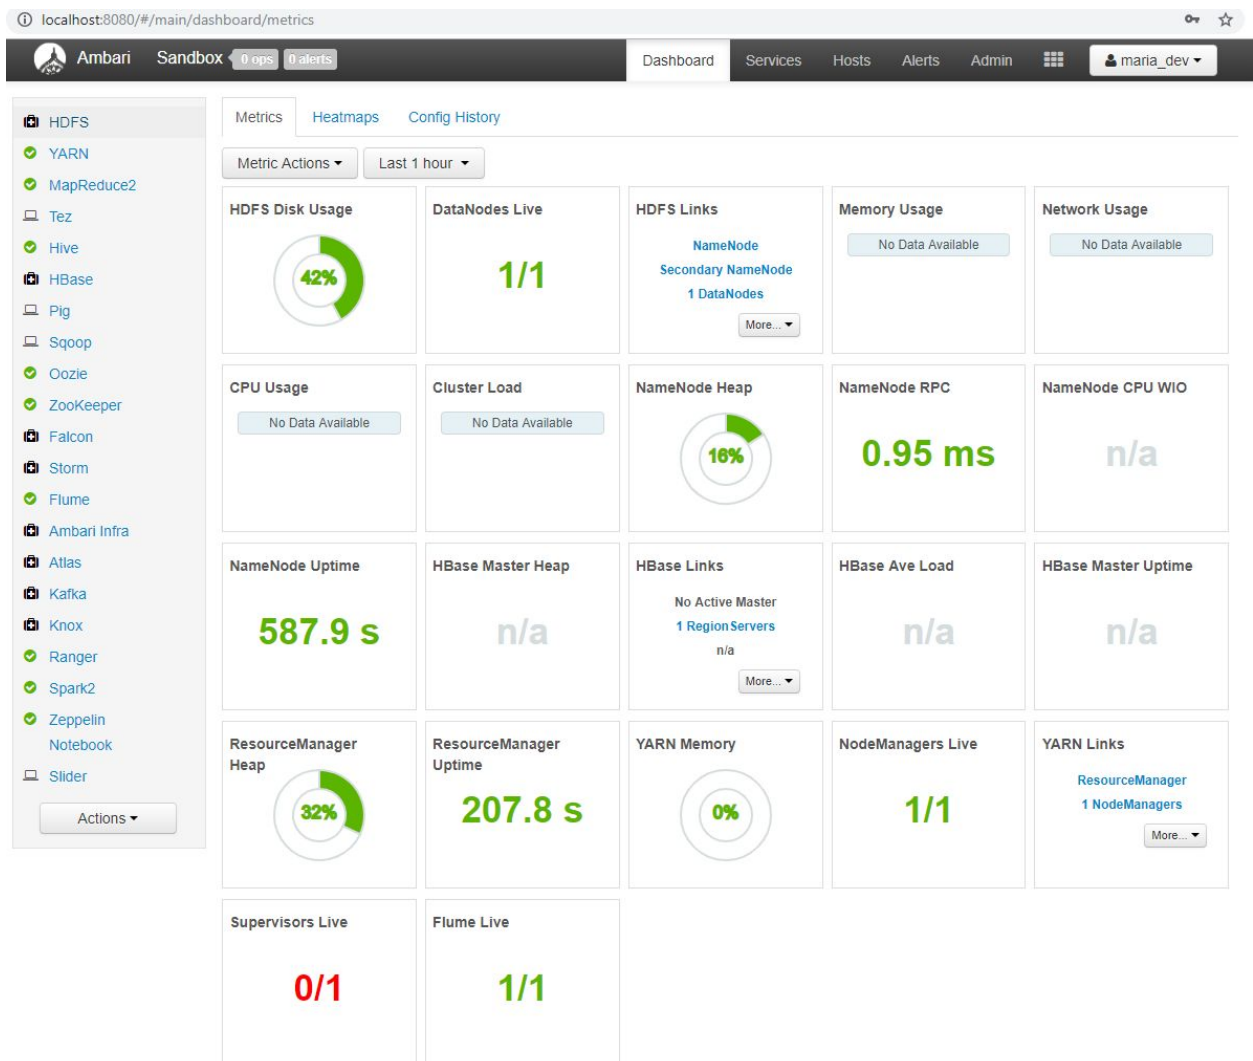 localhost:8080/#/main/dashboard/metrics
Ambari Sandbox 0 ops 0 alerts Dashboard Services Hosts Alerts Admin maria_dev
HDFS
YARN
MapReduce2
Tez
Hive
HBase
Pig
Sqoop
Oozie
ZooKeeper
Falcon
Storm
Flume
Ambari Infra
Atlas
Kafka
Knox
Ranger
Spark2
Zeppelin
Notebook
Slider
Actions
Metrics Heatmaps Config History
Metric Actions Last 1 hour
HDFS Disk Usage
42%
DataNodes Live
1/1
HDFS Links
NameNode
Secondary NameNode
1 DataNodes
More...
Memory Usage
No Data Available
Network Usage
No Data Available
CPU Usage
No Data Available
Cluster Load
No Data Available
NameNode Heap
16%
NameNode RPC
0.95 ms
NameNode CPU WIO
n/a
NameNode Uptime
587.9 s
HBase Master Heap
n/a
HBase Links
No Active Master
1 RegionServers
n/a
More...
HBase Ave Load
n/a
HBase Master Uptime
n/a
ResourceManager
Heap
32%
ResourceManager
Uptime
207.8 s
YARN Memory
0%
NodeManagers Live
1/1
YARN Links
ResourceManager
1 NodeManagers
More...
Supervisors Live
0/1
Flume Live
1/1